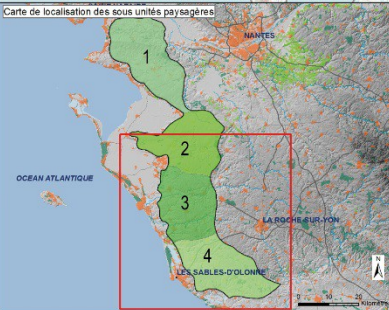 Carte de localisation des sous unités paysagères
NANTES
1
2
OCEAN ATLANTIQUE
3
LA ROCHE-SUR-YON
4
LES SABLES-D'OLONNE
N
0
10
20
Kilomètres